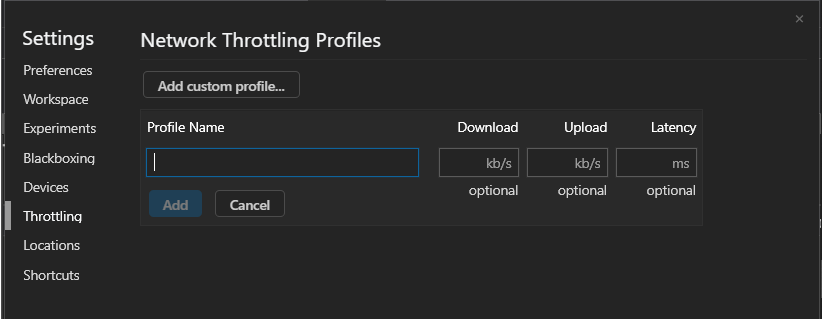 Settings
Preferences
Workspace
Experiments
Blackboxing
Devices
Throttling
Locations
Shortcuts
Network Throttling Profiles
Add custom profile...
Profile Name Download Upload Latency
kb/s kb/s ms
optional optional optional
Add Cancel